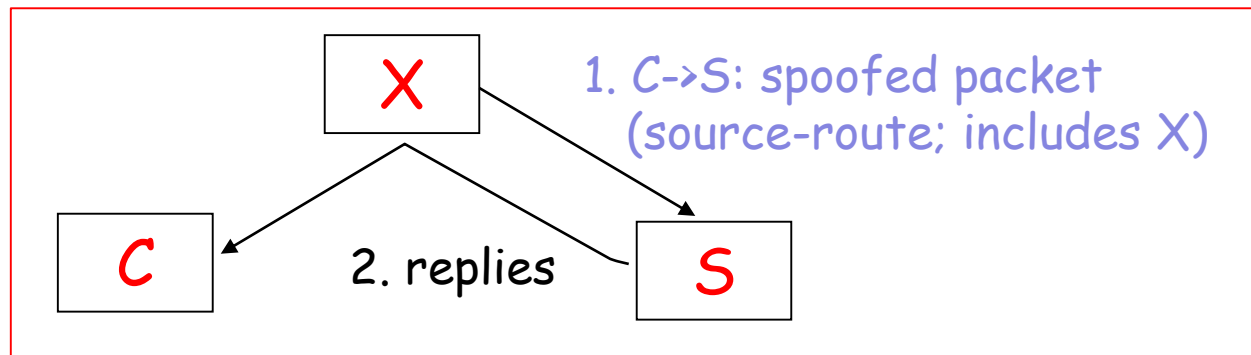 X
1. C->S: spoofed packet
(source-route; includes X)
C
2. replies
S